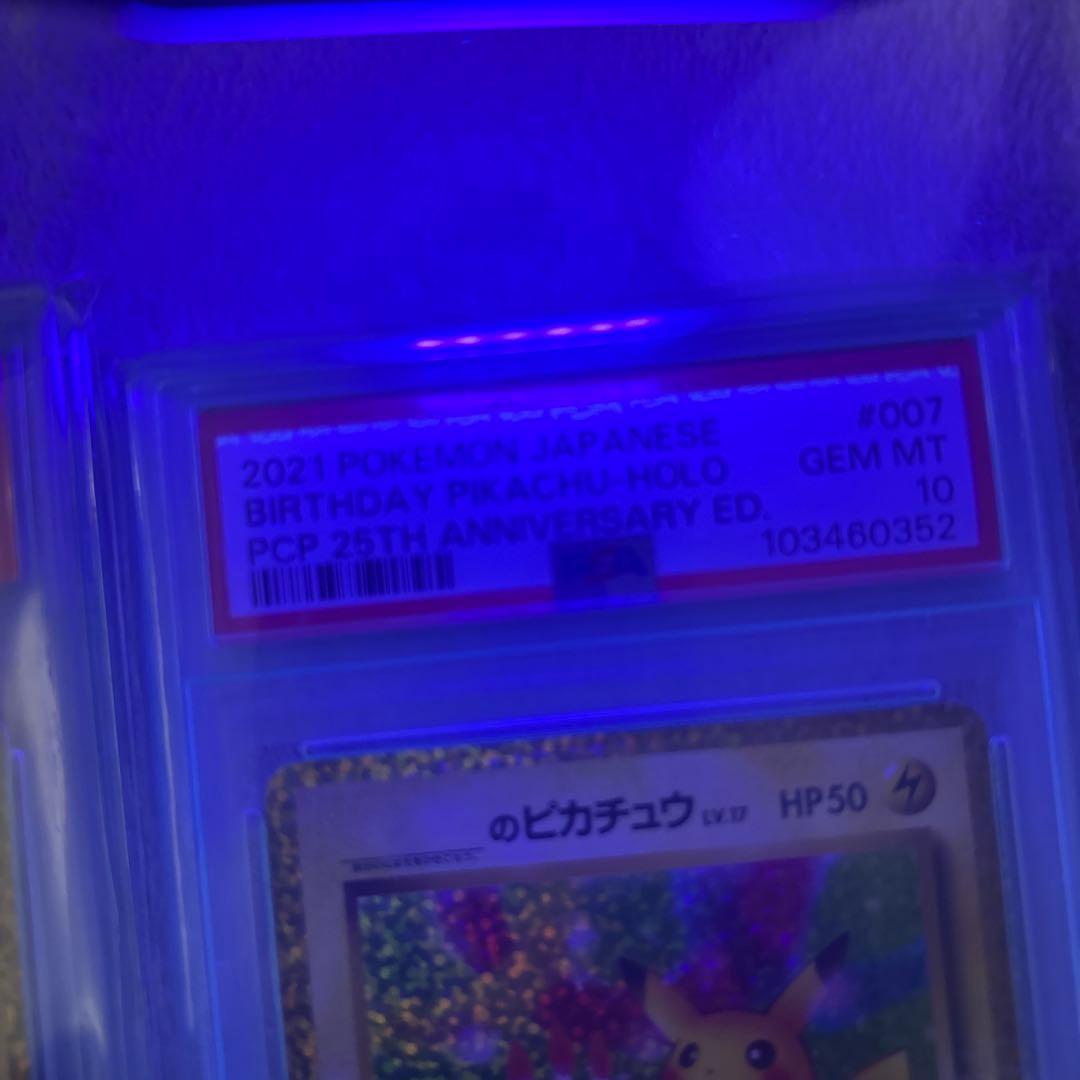 2021 POKEMON JAPANESE #007
BIRTHDAY PIKACHU-HOLO GEM MT
PCP 25TH ANNIVERSARY ED. 10
103460352
PSA
のピカチュウ LV.17 HP50